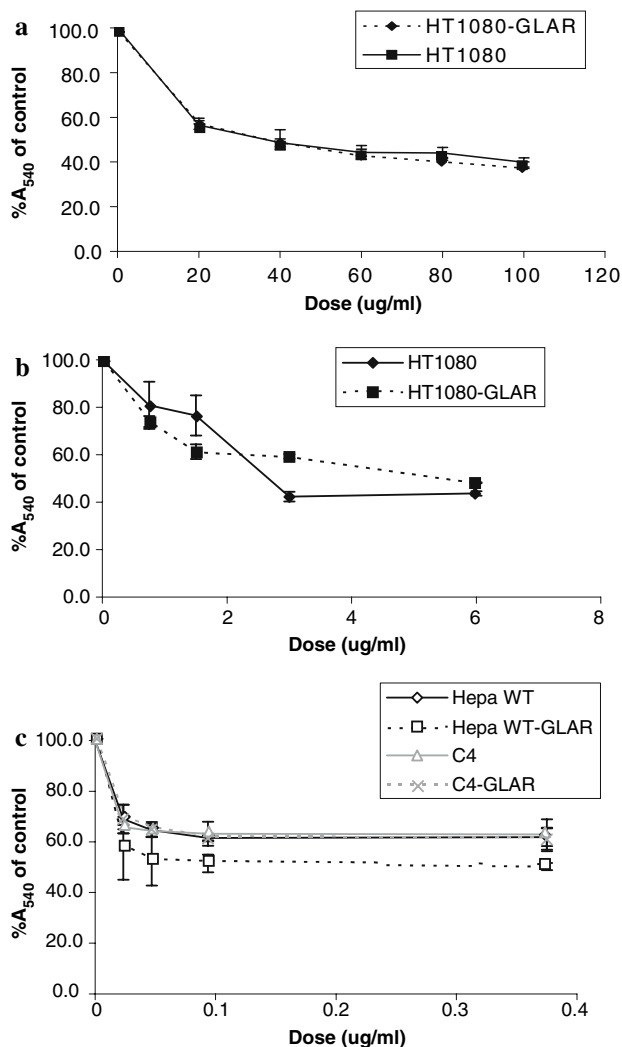 a
HT1080-GLAR
HT1080
100.0
80.0
60.0
40.0
20.0
0.0
%A540 of control
0 20 40 60 80 100 120
Dose (ug/ml)
b
HT1080
HT1080-GLAR
100.0
80.0
60.0
40.0
20.0
0.0
%A540 of control
0 2 4 6 8
Dose (ug/ml)
Hepa WT
Hepa WT-GLAR
C4
C4-GLAR
c
100.0
80.0
60.0
40.0
20.0
0.0
%A540 of control
0 0.1 0.2 0.3 0.4
Dose (ug/ml)